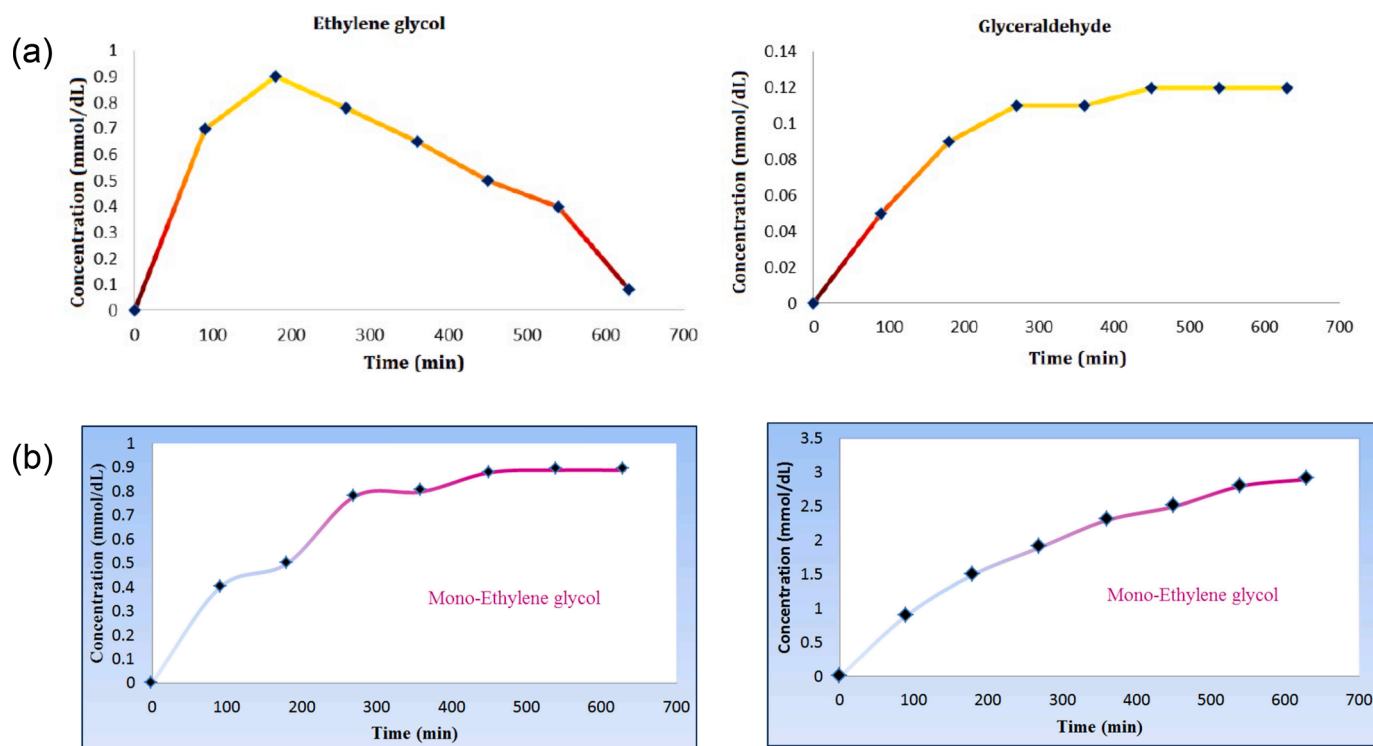 (a)
Ethylene glycol
Concentration (mmol/dL)
1
0.9
0.8
0.7
0.6
0.5
0.4
0.3
0.2
0.1
0
0 100 200 300 400 500 600 700
Time (min)
Glyceraldehyde
Concentration (mmol/dL)
0.14
0.12
0.1
0.08
0.06
0.04
0.02
0
0 100 200 300 400 500 600 700
Time (min)
(b)
Concentration (mmol/dL)
1
0.9
0.8
0.7
0.6
0.5
0.4
0.3
0.2
0.1
0
Mono-Ethylene glycol
0 100 200 300 400 500 600 700
Time (min)
Concentration (mmol/dL)
3.5
3
2.5
2
1.5
1
0.5
0
Mono-Ethylene glycol
0 100 200 300 400 500 600 700
Time (min)